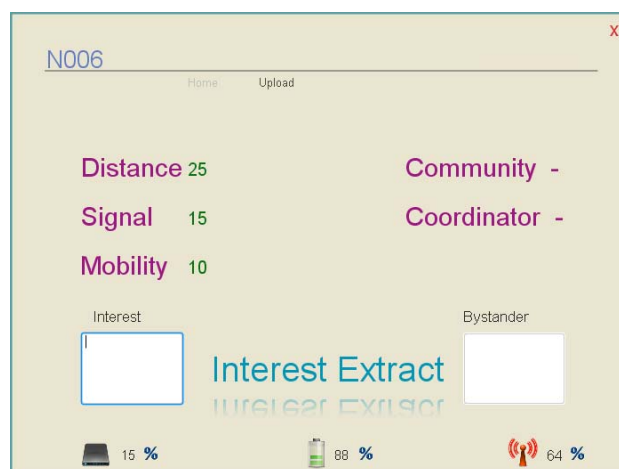 X
N006
Home Upload
Distance 25 Community -
Signal 15 Coordinator -
Mobility 10
Interest Bystander
Interest Extract
15 % 88 % 64 %